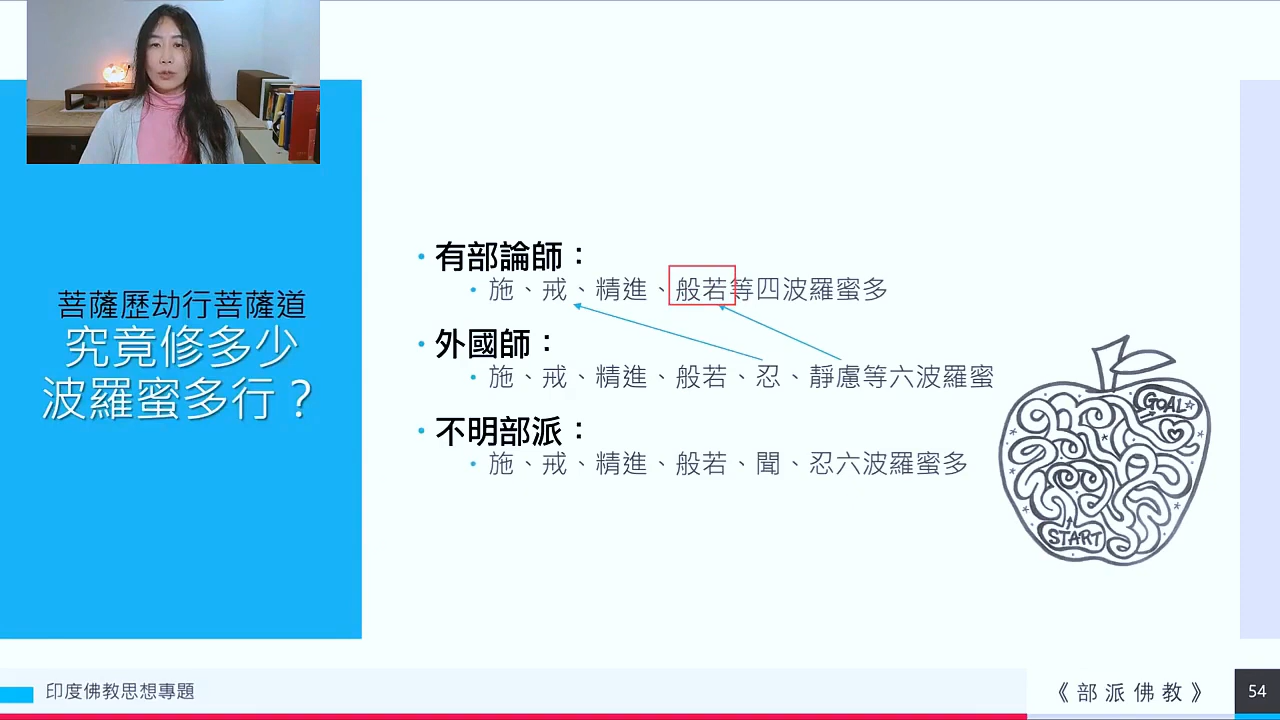 菩薩歷劫行菩薩道
究竟修多少
波羅蜜多行？
• 有部論師：
• 施、戒、精進、般若等四波羅蜜多
• 外國師：
• 施、戒、精進、般若、忍、靜慮等六波羅蜜
• 不明部派：
• 施、戒、精進、般若、聞、忍六波羅蜜多
GOAL
START
印度佛教思想專題
《部派佛教》
54